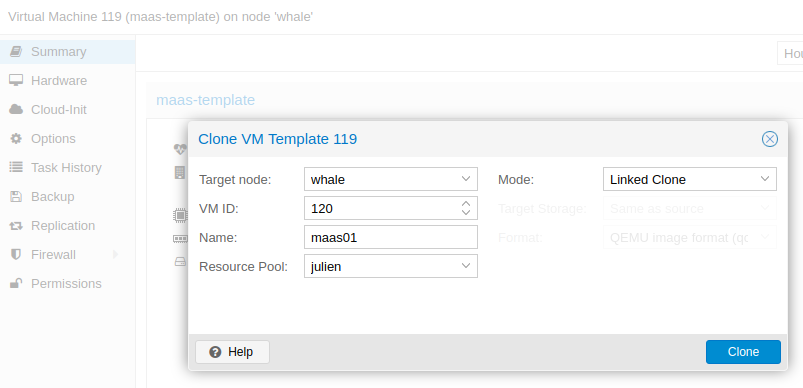 Virtual Machine 119 (maas-template) on node 'whale'
Summary
Hou
Hardware
Cloud-Init
maas-template
Options
Task History
Backup
Replication
Firewall
Permissions
Clone VM Template 119
Target node: whale
Mode: Linked Clone
VM ID: 120
Target Storage: Same as source
Name: maas01
Format: QEMU image format (qc
Resource Pool: julien
Help
Clone